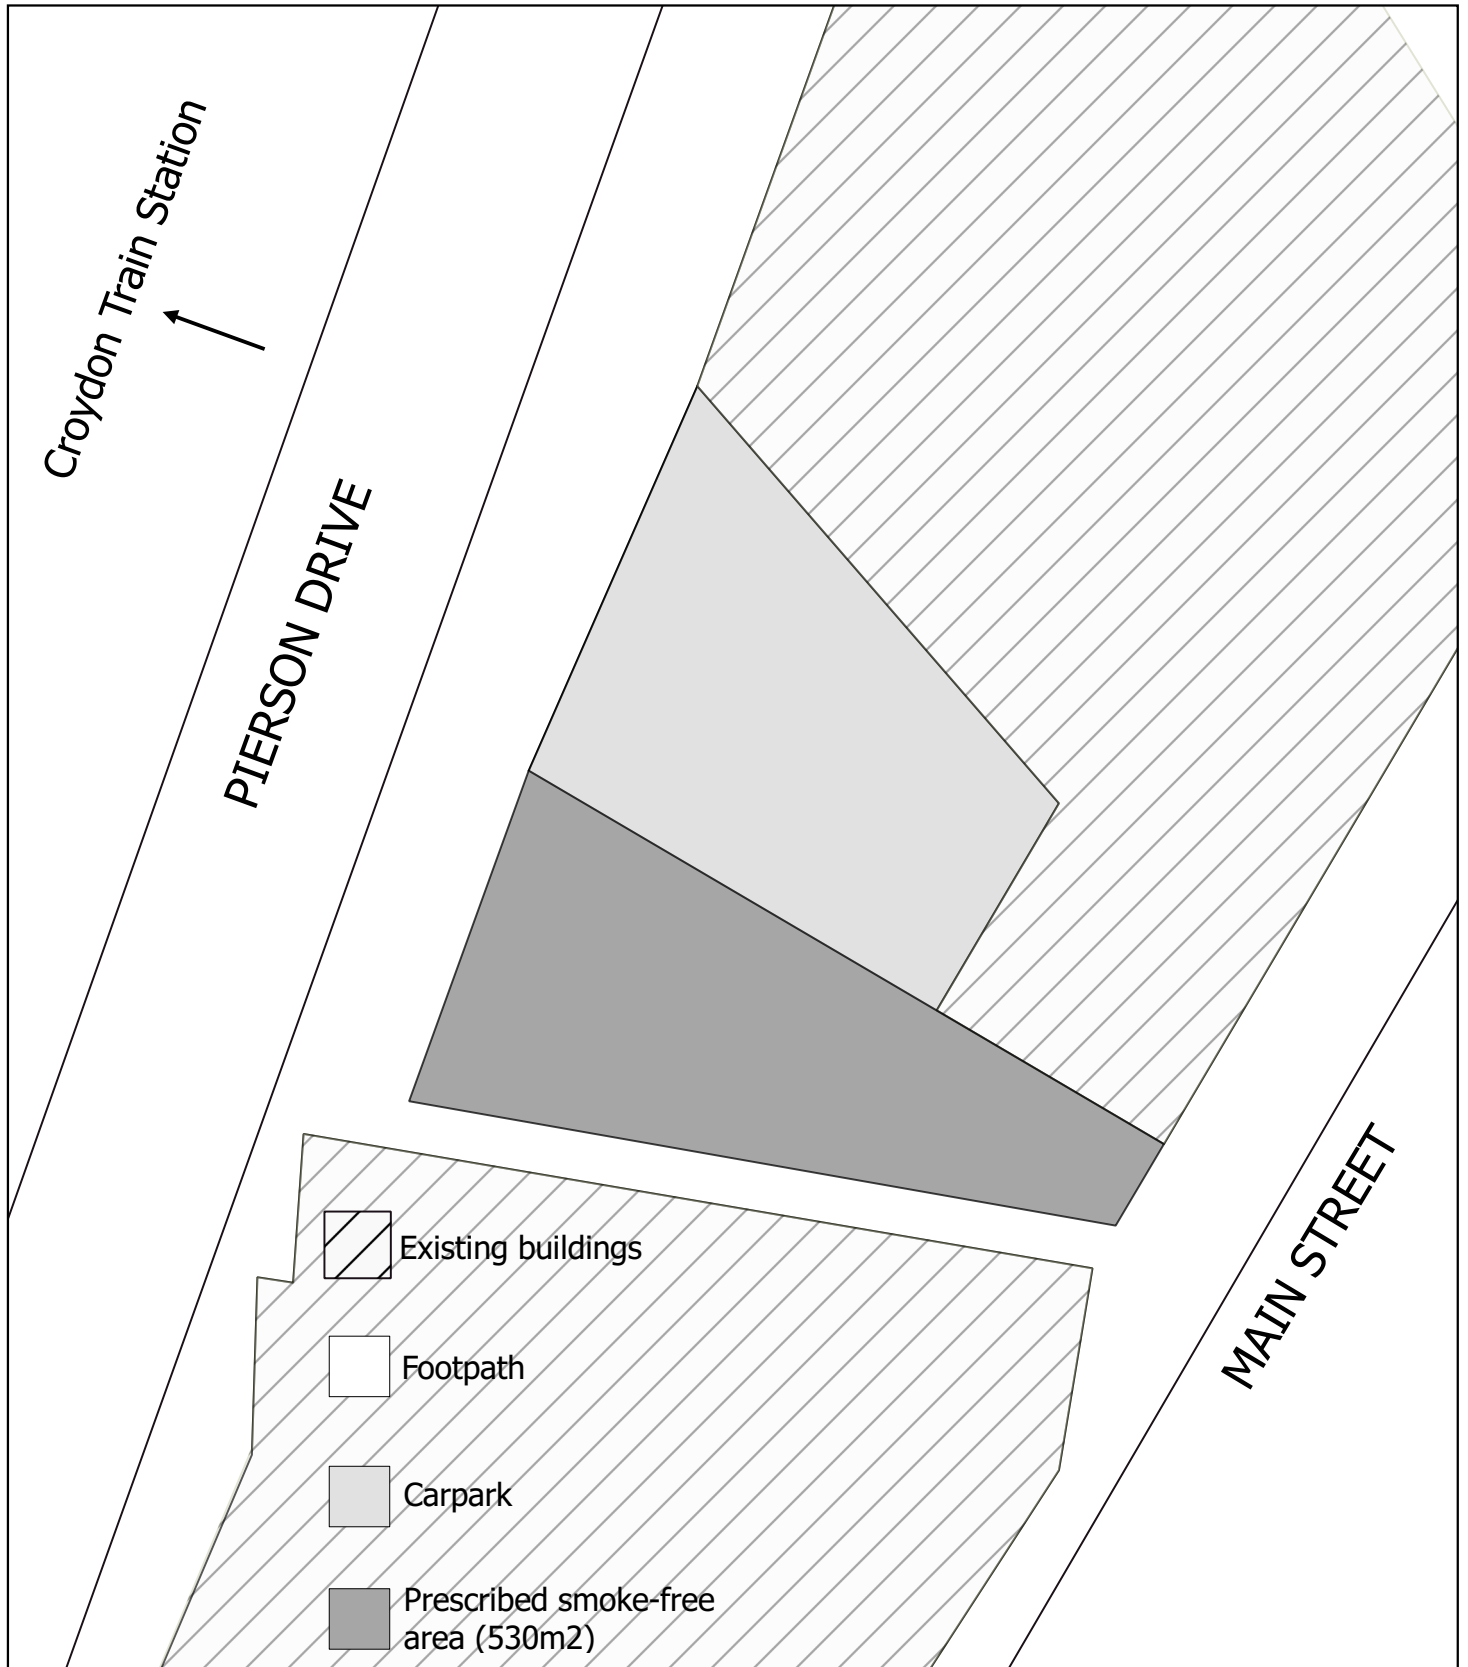 Croydon Train Station
PIERSON DRIVE
MAIN STREET
Existing buildings
Footpath
Carpark
Prescribed smoke-free
area (530m2)